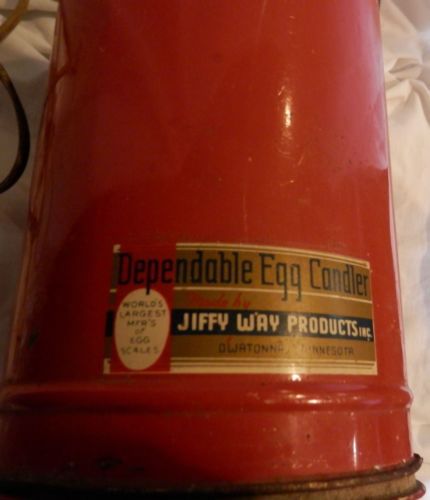 Dependable Egg Candler
Made by
JIFFY WAY PRODUCTS INC.
OWATONNA, MINNESOTA
WORLD'S
LARGEST
MFR'S
OF
EGG
SCALES